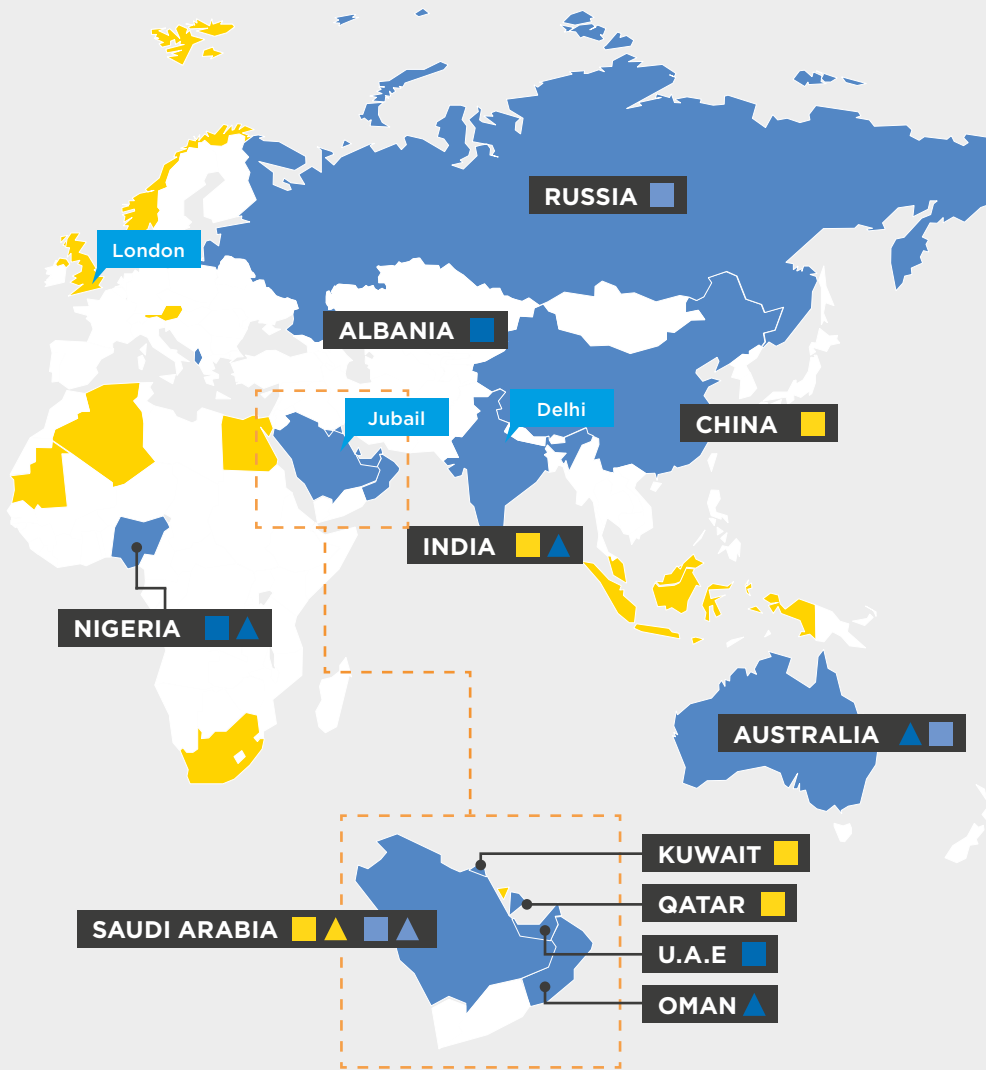 RUSSIA
London
ALBANIA
Jubail
Delhi
CHINA
INDIA
NIGERIA
AUSTRALIA
KUWAIT
QATAR
SAUDI ARABIA
U.A.E
OMAN